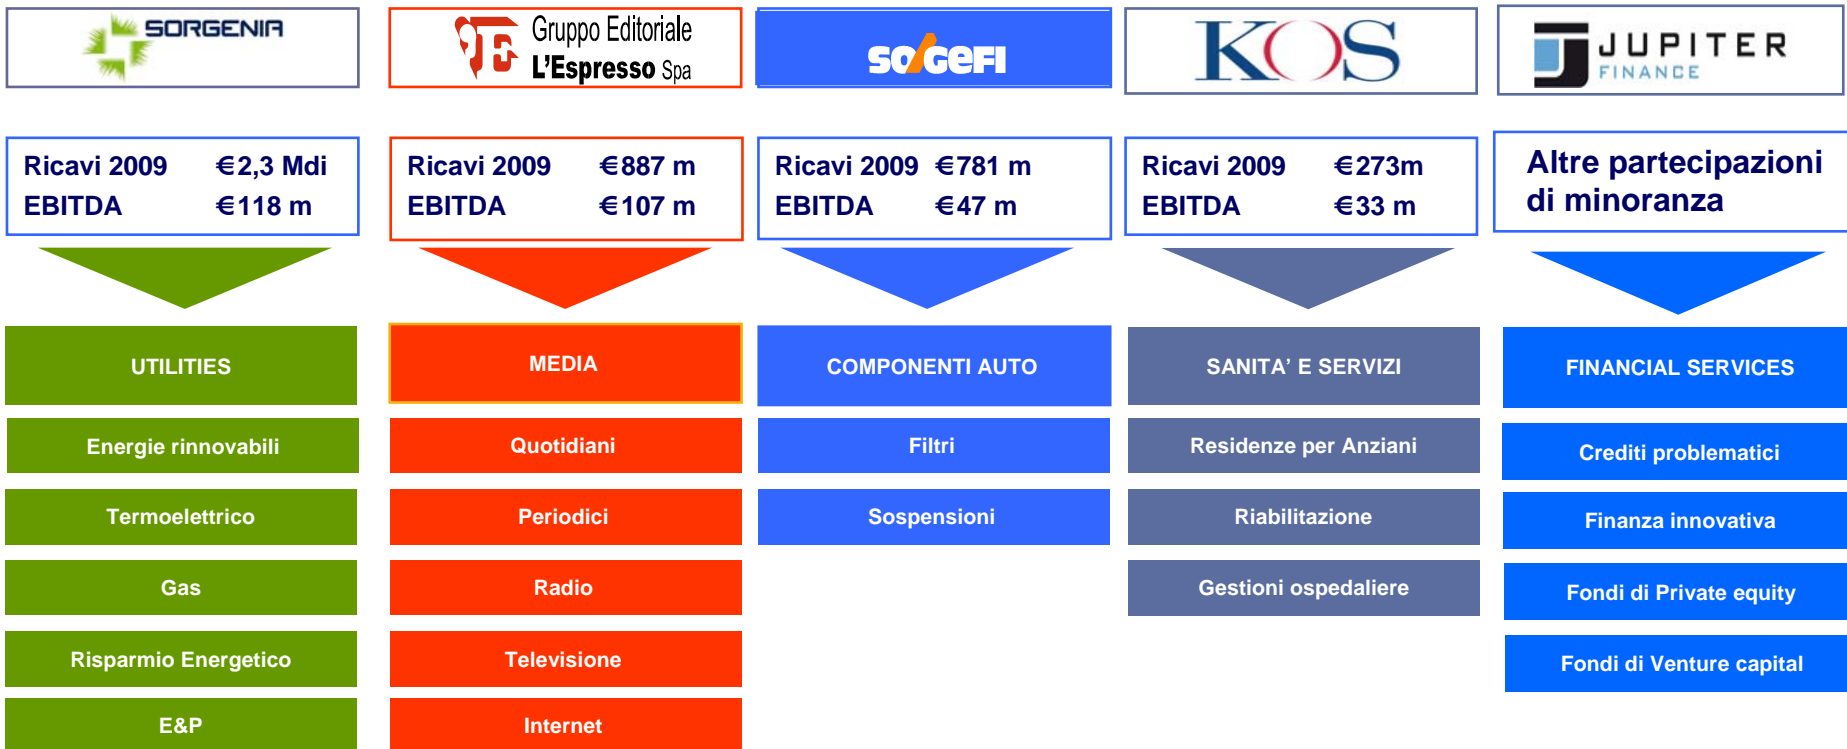 SORGENIA
Gruppo Editoriale
L'Espresso Spa
SOGEFI
KOS
JUPITER
FINANCE
Ricavi 2009 €2,3 Mdi
EBITDA €118 m
Ricavi 2009 €887 m
EBITDA €107 m
Ricavi 2009 €781 m
EBITDA €47 m
Ricavi 2009 €273m
EBITDA €33 m
Altre partecipazioni
di minoranza
UTILITIES
MEDIA
COMPONENTI AUTO
SANITA’ E SERVIZI
FINANCIAL SERVICES
Energie rinnovabili
Quotidiani
Filtri
Residenze per Anziani
Crediti problematici
Termoelettrico
Periodici
Sospensioni
Riabilitazione
Finanza innovativa
Gas
Radio
Gestioni ospedaliere
Fondi di Private equity
Risparmio Energetico
Televisione
Fondi di Venture capital
E&P
Internet